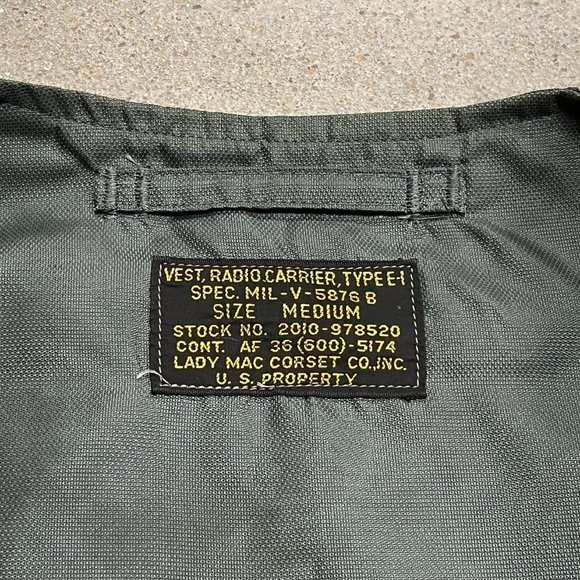 VEST, RADIO CARRIER, TYPE E-1
SPEC. MIL-V-5876 B
SIZE MEDIUM
STOCK NO. 2010-978520
CONT. AF 36(600)-5174
LADY MAC CORSET CO.,INC.
U. S. PROPERTY